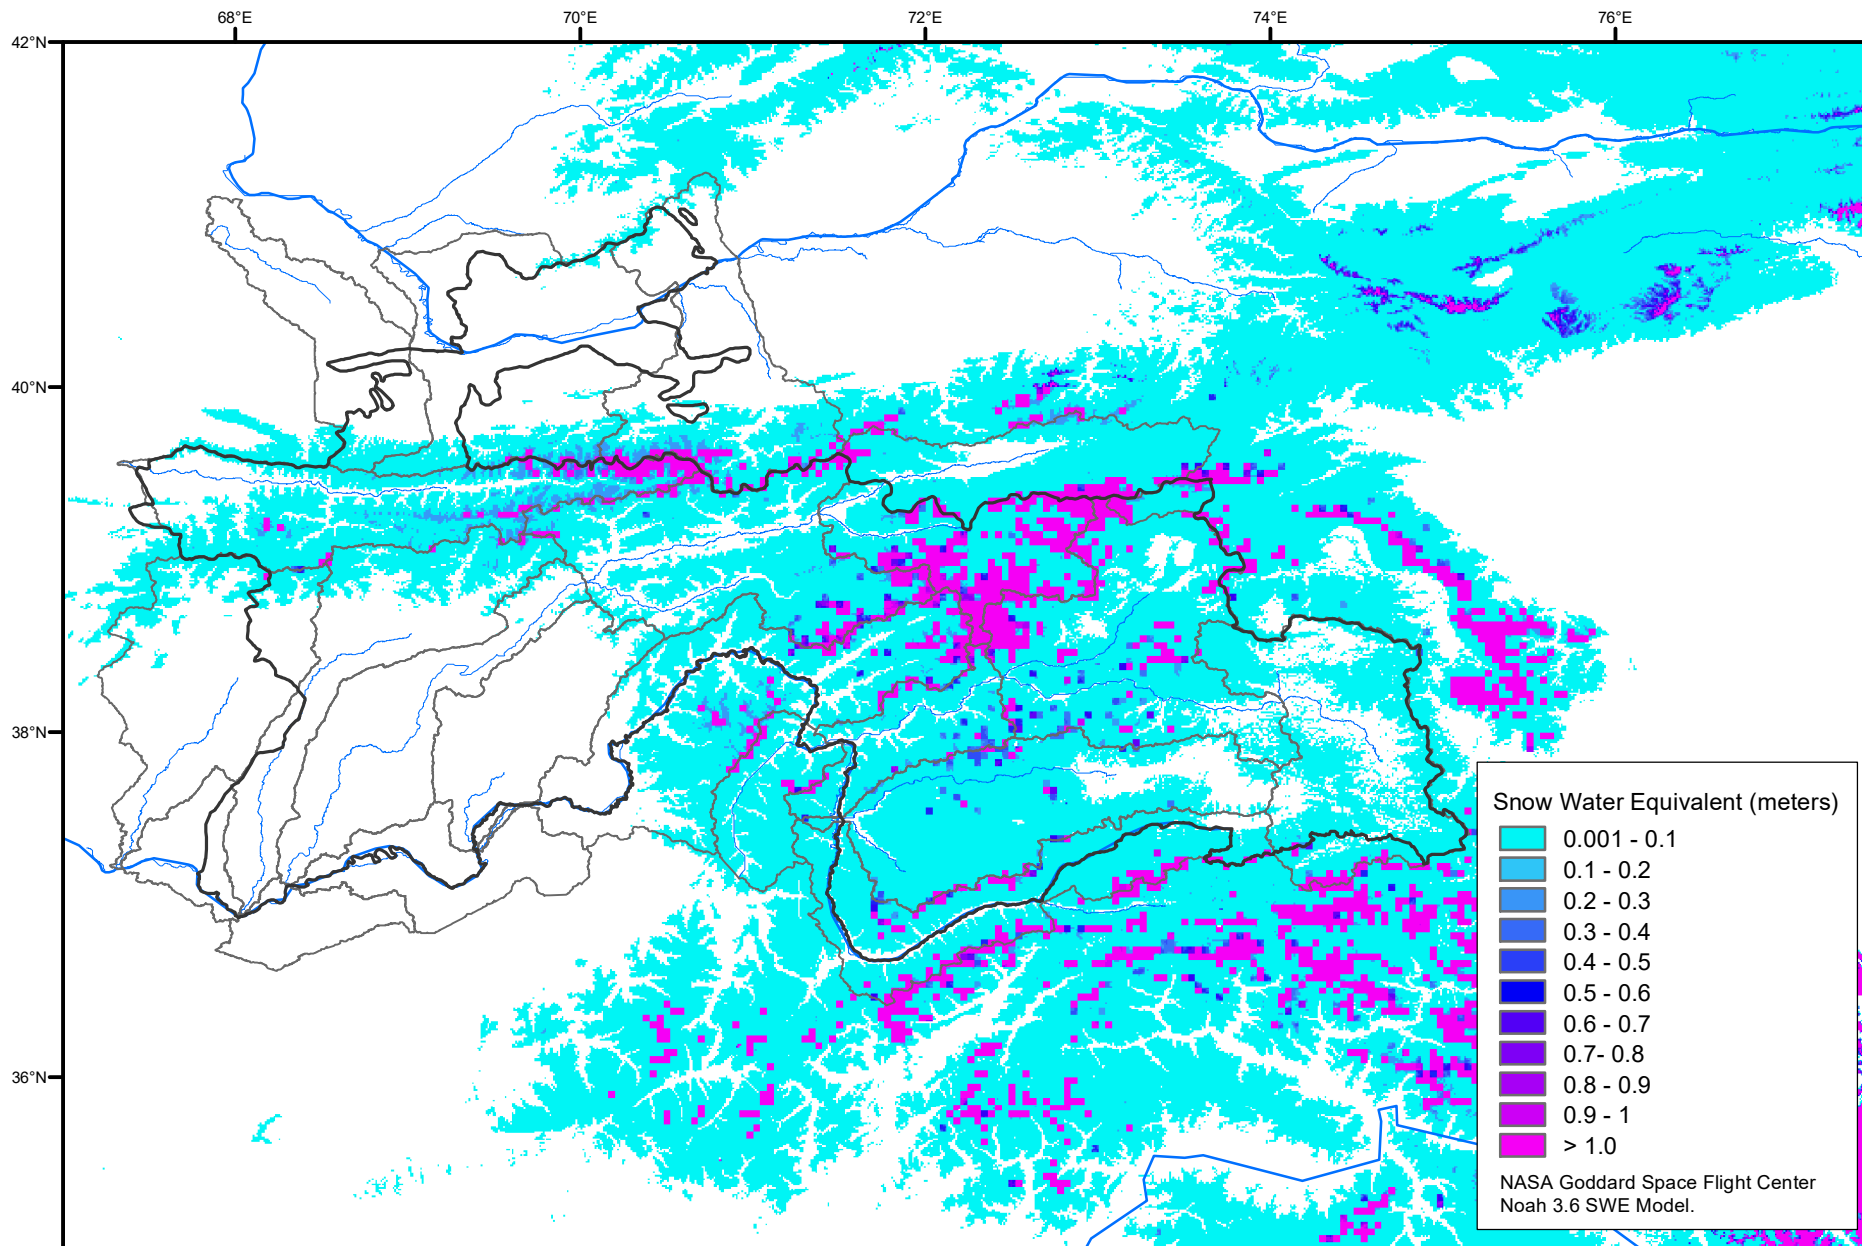 68°E
70°E
72°E
74°E
76°E
42°N
40°N
38°N
36°N
Snow Water Equivalent (meters)
0.001 - 0.1
0.1 - 0.2
0.2 - 0.3
0.3 - 0.4
0.4 - 0.5
0.5 - 0.6
0.6 - 0.7
0.7- 0.8
0.8 - 0.9
0.9 - 1
> 1.0
NASA Goddard Space Flight Center
Noah 3.6 SWE Model.